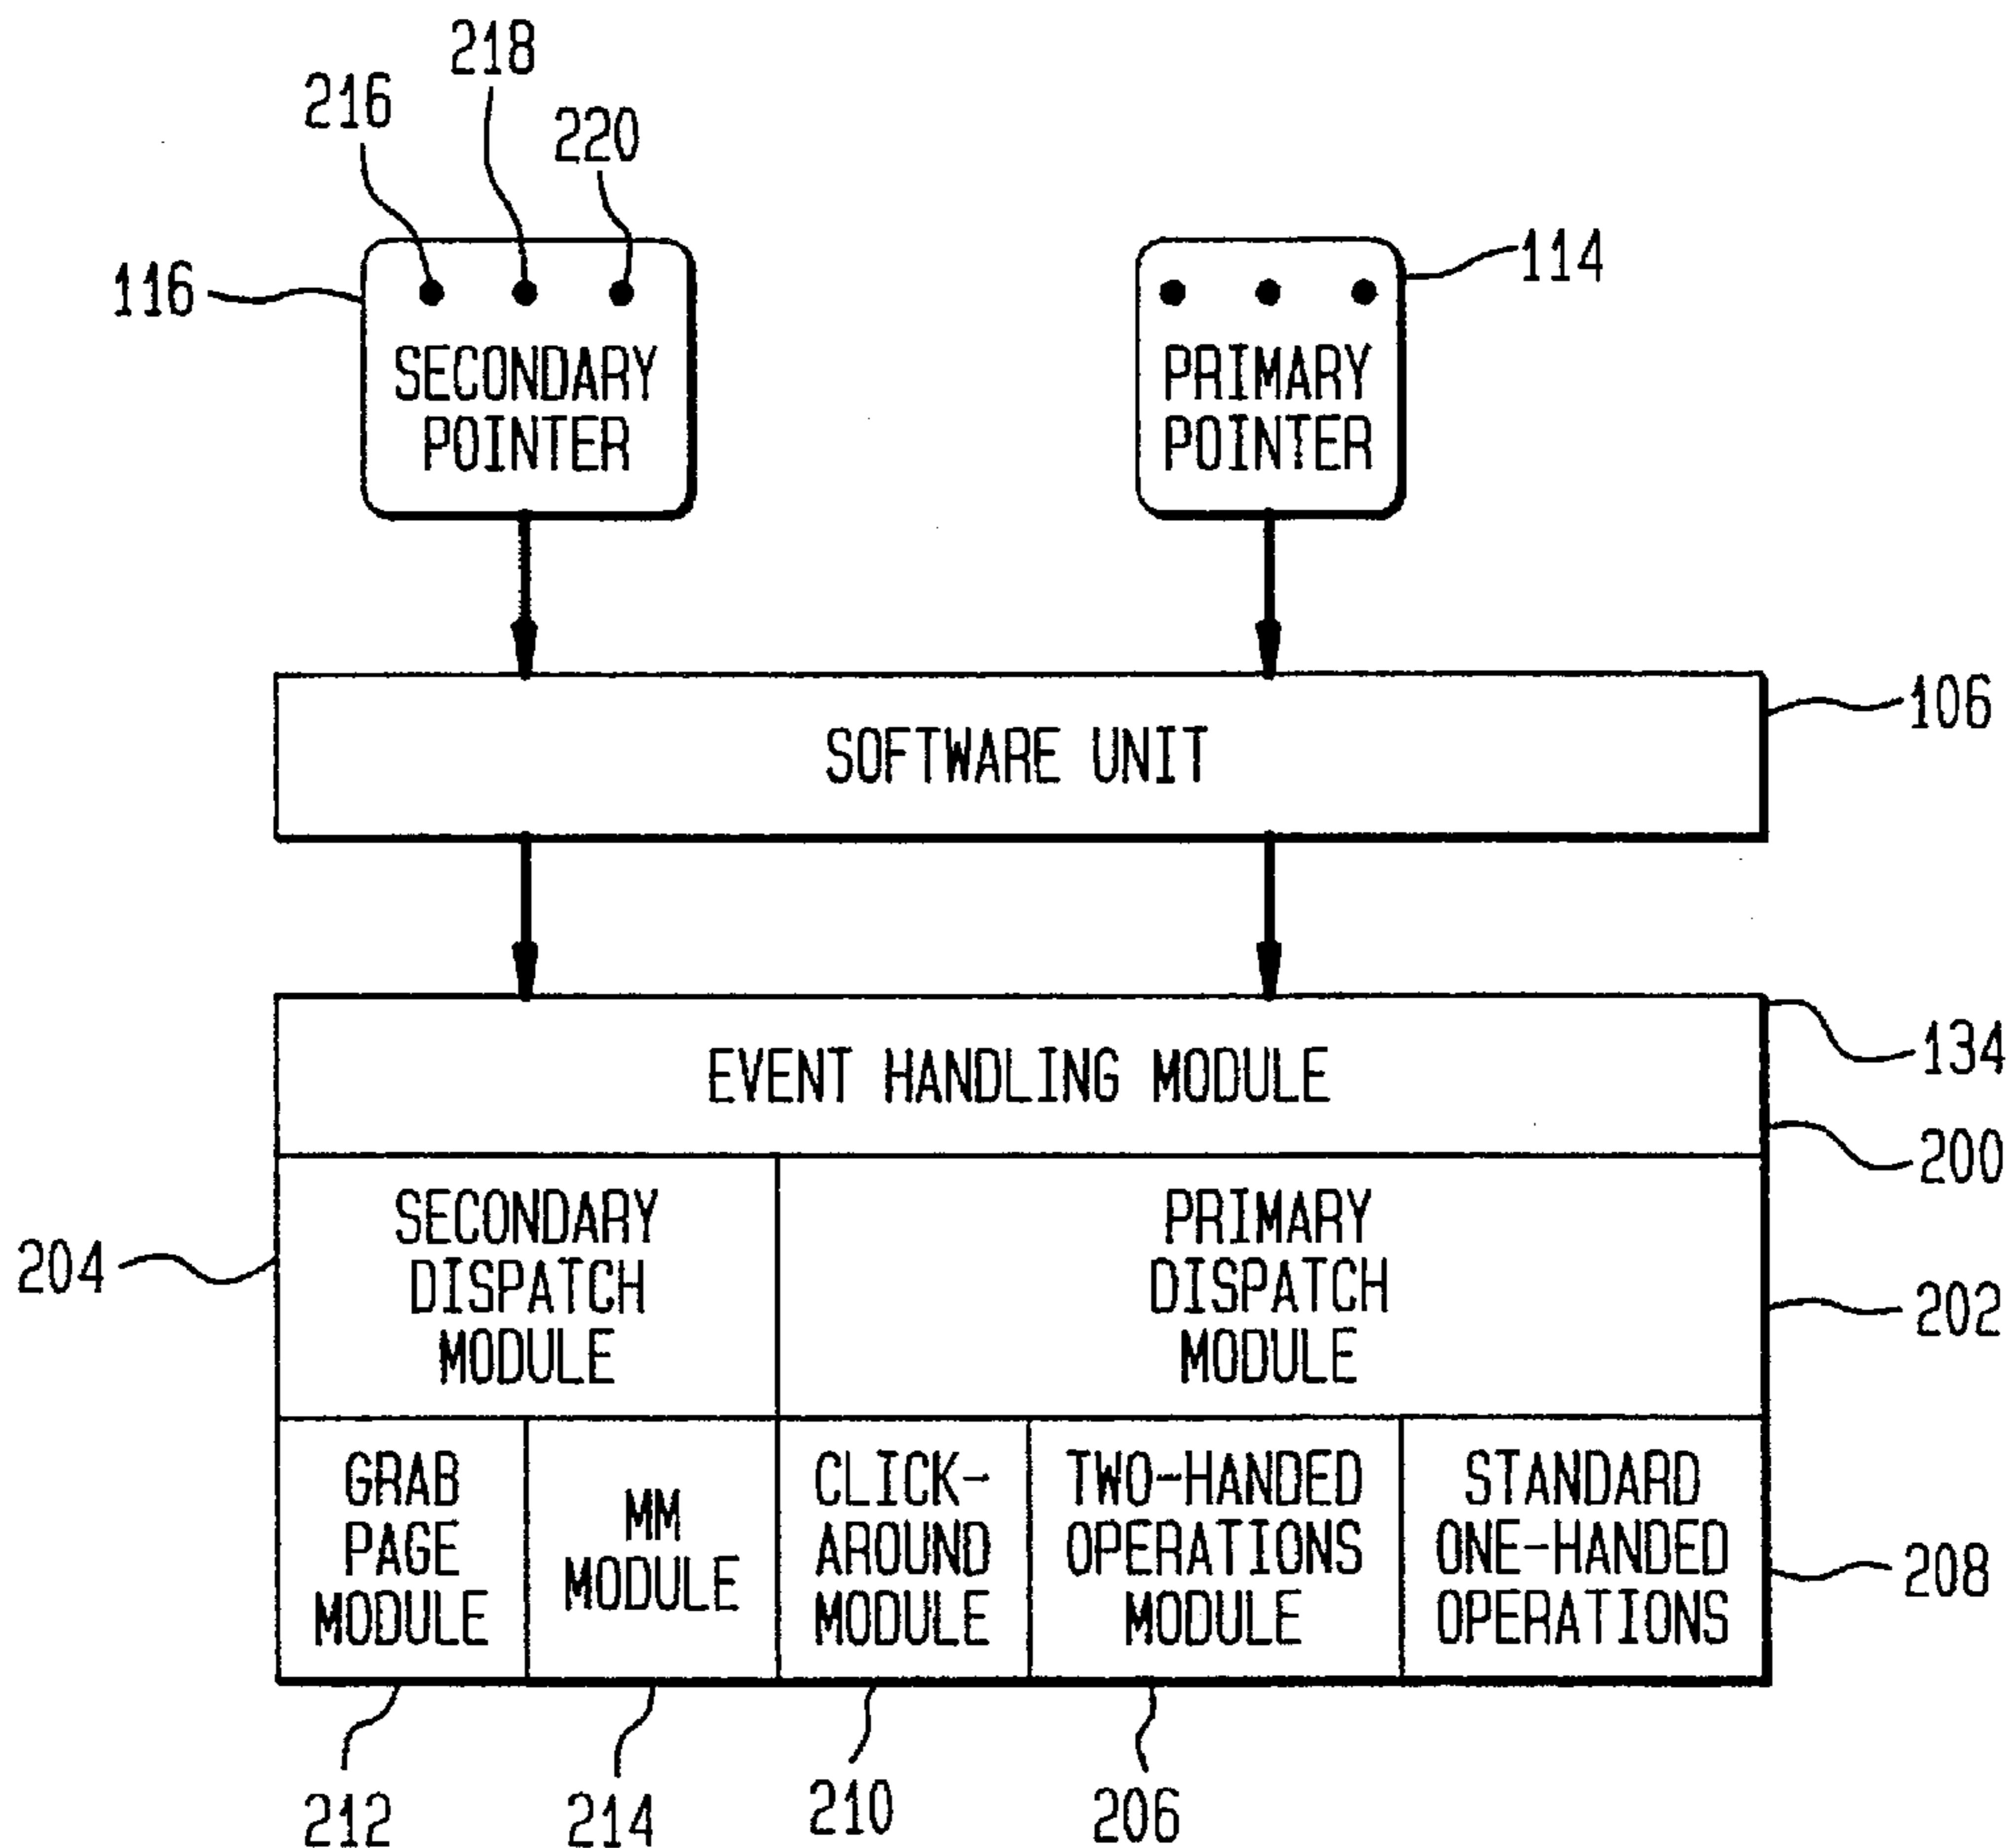 218
216
220
116
114
SECONDARY
POINTER
PRIMARY
POINTER
106
SOFTWARE UNIT
134
EVENT HANDLING MODULE
200
204
SECONDARY
DISPATCH
MODULE
PRIMARY
DISPATCH
MODULE
202
GRAB
PAGE
MODULE
MM
MODULE
CLICK-
AROUND
MODULE
TWO-HANDED
OPERATIONS
MODULE
STANDARD
ONE-HANDED
OPERATIONS
208
212
214
210
206